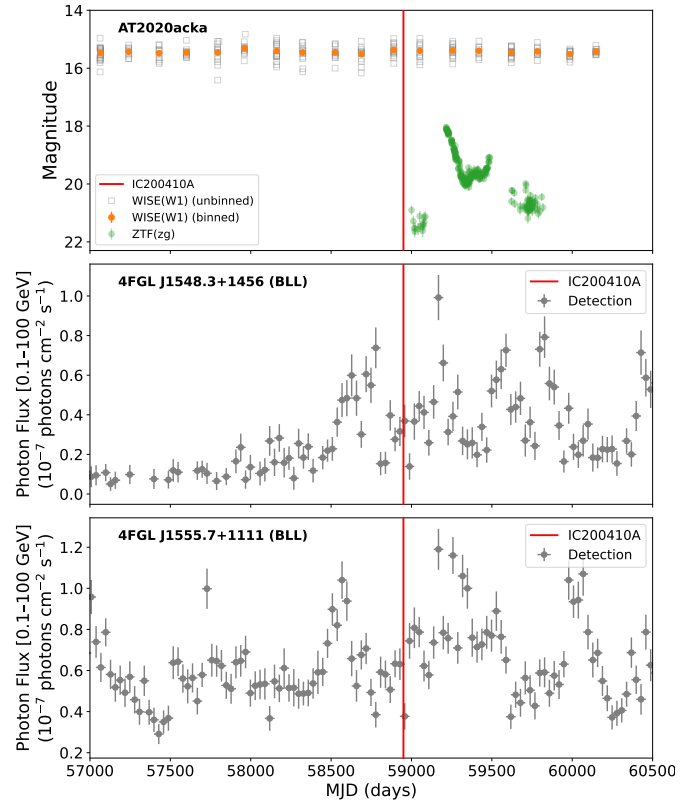 14
16
18
20
22
Magnitude
AT2020acka
IC200410A
WISE(W1) (unbinned)
WISE(W1) (binned)
ZTF(zg)
1.0
0.8
0.6
0.4
0.2
0.0
Photon Flux [0.1–100 GeV]
(10⁻⁷ photons cm⁻² s⁻¹)
4FGL J1548.3+1456 (BLL)
IC200410A
Detection
1.2
1.0
0.8
0.6
0.4
0.2
Photon Flux [0.1–100 GeV]
(10⁻⁷ photons cm⁻² s⁻¹)
4FGL J1555.7+1111 (BLL)
IC200410A
Detection
57000 57500 58000 58500 59000 59500 60000 60500
MJD (days)